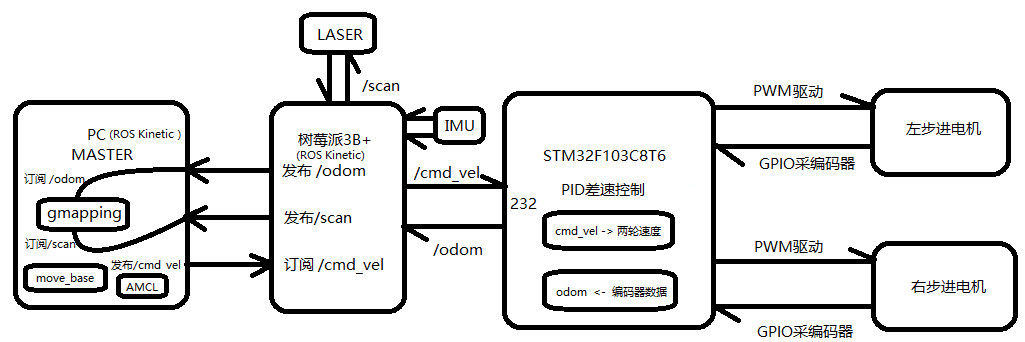 LASER
/scan
PC (ROS Kinetic )
MASTER
订阅 /odom
gmapping
订阅/scan
发布/cmd_vel
move_base
AMCL
树莓派3B+
(ROS Kinetic)
发布 /odom
发布/scan
订阅 /cmd_vel
IMU
/cmd_vel
/odom
232
STM32F103C8T6
PID差速控制
cmd_vel -> 两轮速度
odom <- 编码器数据
PWM驱动
GPIO采编码器
左步进电机
PWM驱动
GPIO采编码器
右步进电机